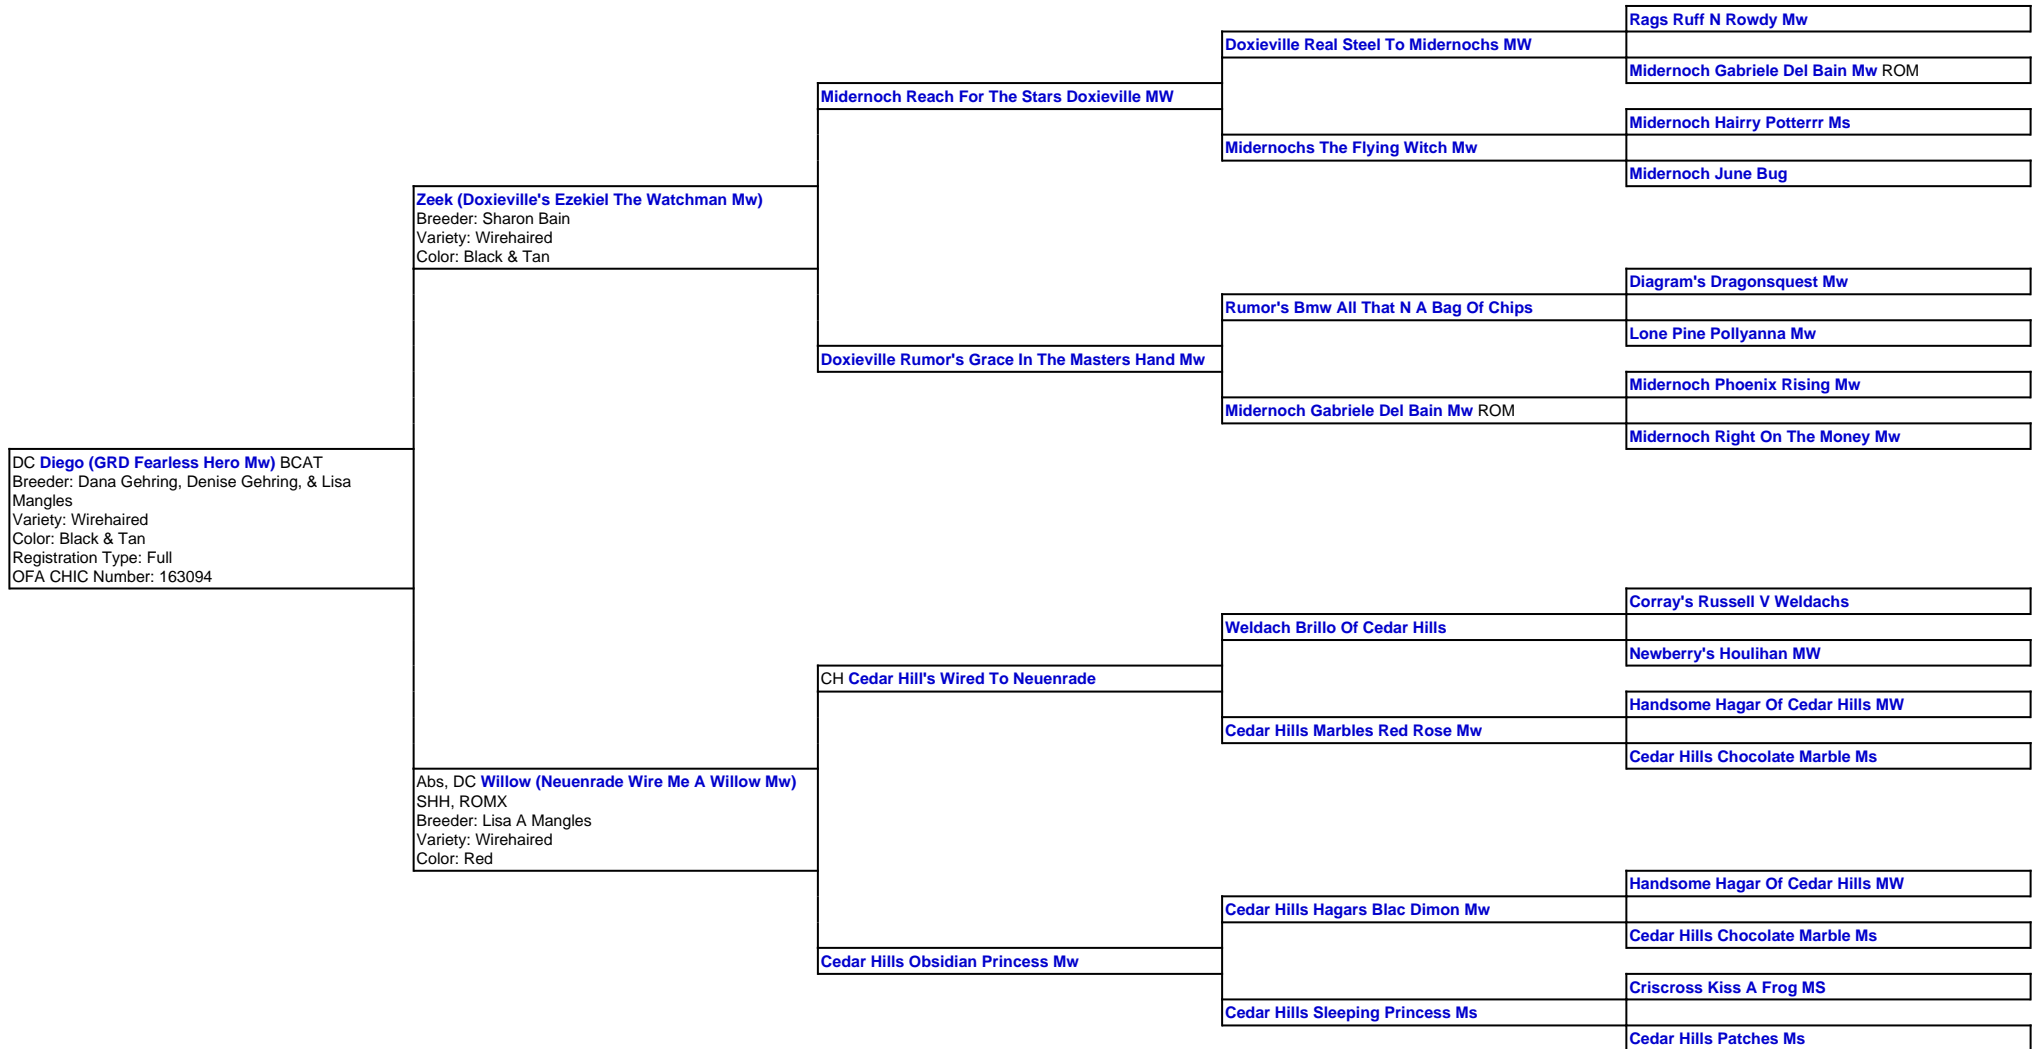 Rags Ruff N Rowdy Mw
Doxieville Real Steel To Midernochs MW
Midernoch Gabriele Del Bain Mw ROM
Midernoch Reach For The Stars Doxieville MW
Midernoch Hairry Potterrr Ms
Midernochs The Flying Witch Mw
Midernoch June Bug
Zeek (Doxieville's Ezekiel The Watchman Mw)
Breeder: Sharon Bain
Variety: Wirehaired
Color: Black & Tan
Diagram's Dragonsquest Mw
Rumor's Bmw All That N A Bag Of Chips
Lone Pine Pollyanna Mw
Doxieville Rumor's Grace In The Masters Hand Mw
Midernoch Phoenix Rising Mw
Midernoch Gabriele Del Bain Mw ROM
Midernoch Right On The Money Mw
DC Diego (GRD Fearless Hero Mw) BCAT
Breeder: Dana Gehring, Denise Gehring, & Lisa
Mangles
Variety: Wirehaired
Color: Black & Tan
Registration Type: Full
OFA CHIC Number: 163094
Corray's Russell V Weldachs
Weldach Brillo Of Cedar Hills
Newberry's Houlihan MW
CH Cedar Hill's Wired To Neuenrade
Handsome Hagar Of Cedar Hills MW
Cedar Hills Marbles Red Rose Mw
Cedar Hills Chocolate Marble Ms
Abs, DC Willow (Neuenrade Wire Me A Willow Mw)
SHH, ROMX
Breeder: Lisa A Mangles
Variety: Wirehaired
Color: Red
Handsome Hagar Of Cedar Hills MW
Cedar Hills Hagars Blac Dimon Mw
Cedar Hills Chocolate Marble Ms
Cedar Hills Obsidian Princess Mw
Criscross Kiss A Frog MS
Cedar Hills Sleeping Princess Ms
Cedar Hills Patches Ms